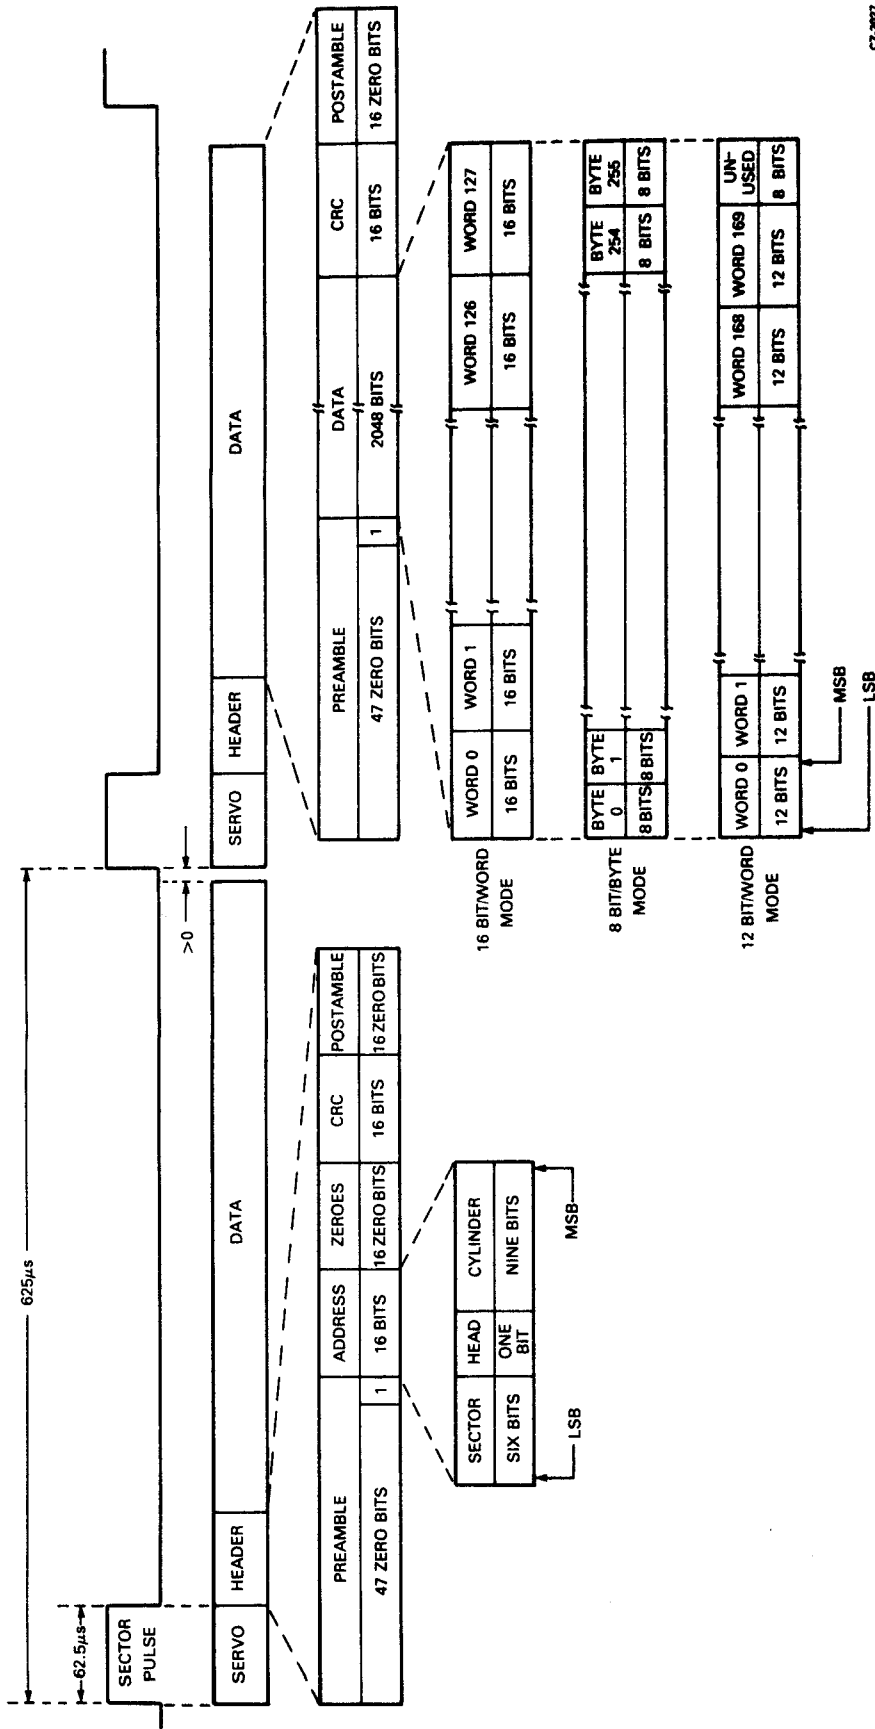 625μs
62.5μs
SECTOR
PULSE
>0
SERVO
HEADER
DATA
SERVO
HEADER
DATA
PREAMBLE
ADDRESS
ZEROES
CRC
POSTAMBLE
47 ZERO BITS
1
16 BITS
16 ZERO BITS
16 BITS
16 ZERO BITS
SECTOR
HEAD
CYLINDER
SIX BITS
ONE
BIT
NINE BITS
LSB
MSB
PREAMBLE
DATA
CRC
POSTAMBLE
47 ZERO BITS
1
2048 BITS
16 BITS
16 ZERO BITS
16 BIT/WORD
MODE
WORD 0
WORD 1
WORD 126
WORD 127
16 BITS
16 BITS
16 BITS
16 BITS
8 BIT/BYTE
MODE
BYTE
0
BYTE
1
BYTE
254
BYTE
255
8 BITS
8 BITS
8 BITS
8 BITS
12 BIT/WORD
MODE
WORD 0
WORD 1
WORD 168
WORD 169
UN-
USED
12 BITS
12 BITS
12 BITS
12 BITS
8 BITS
MSB
LSB